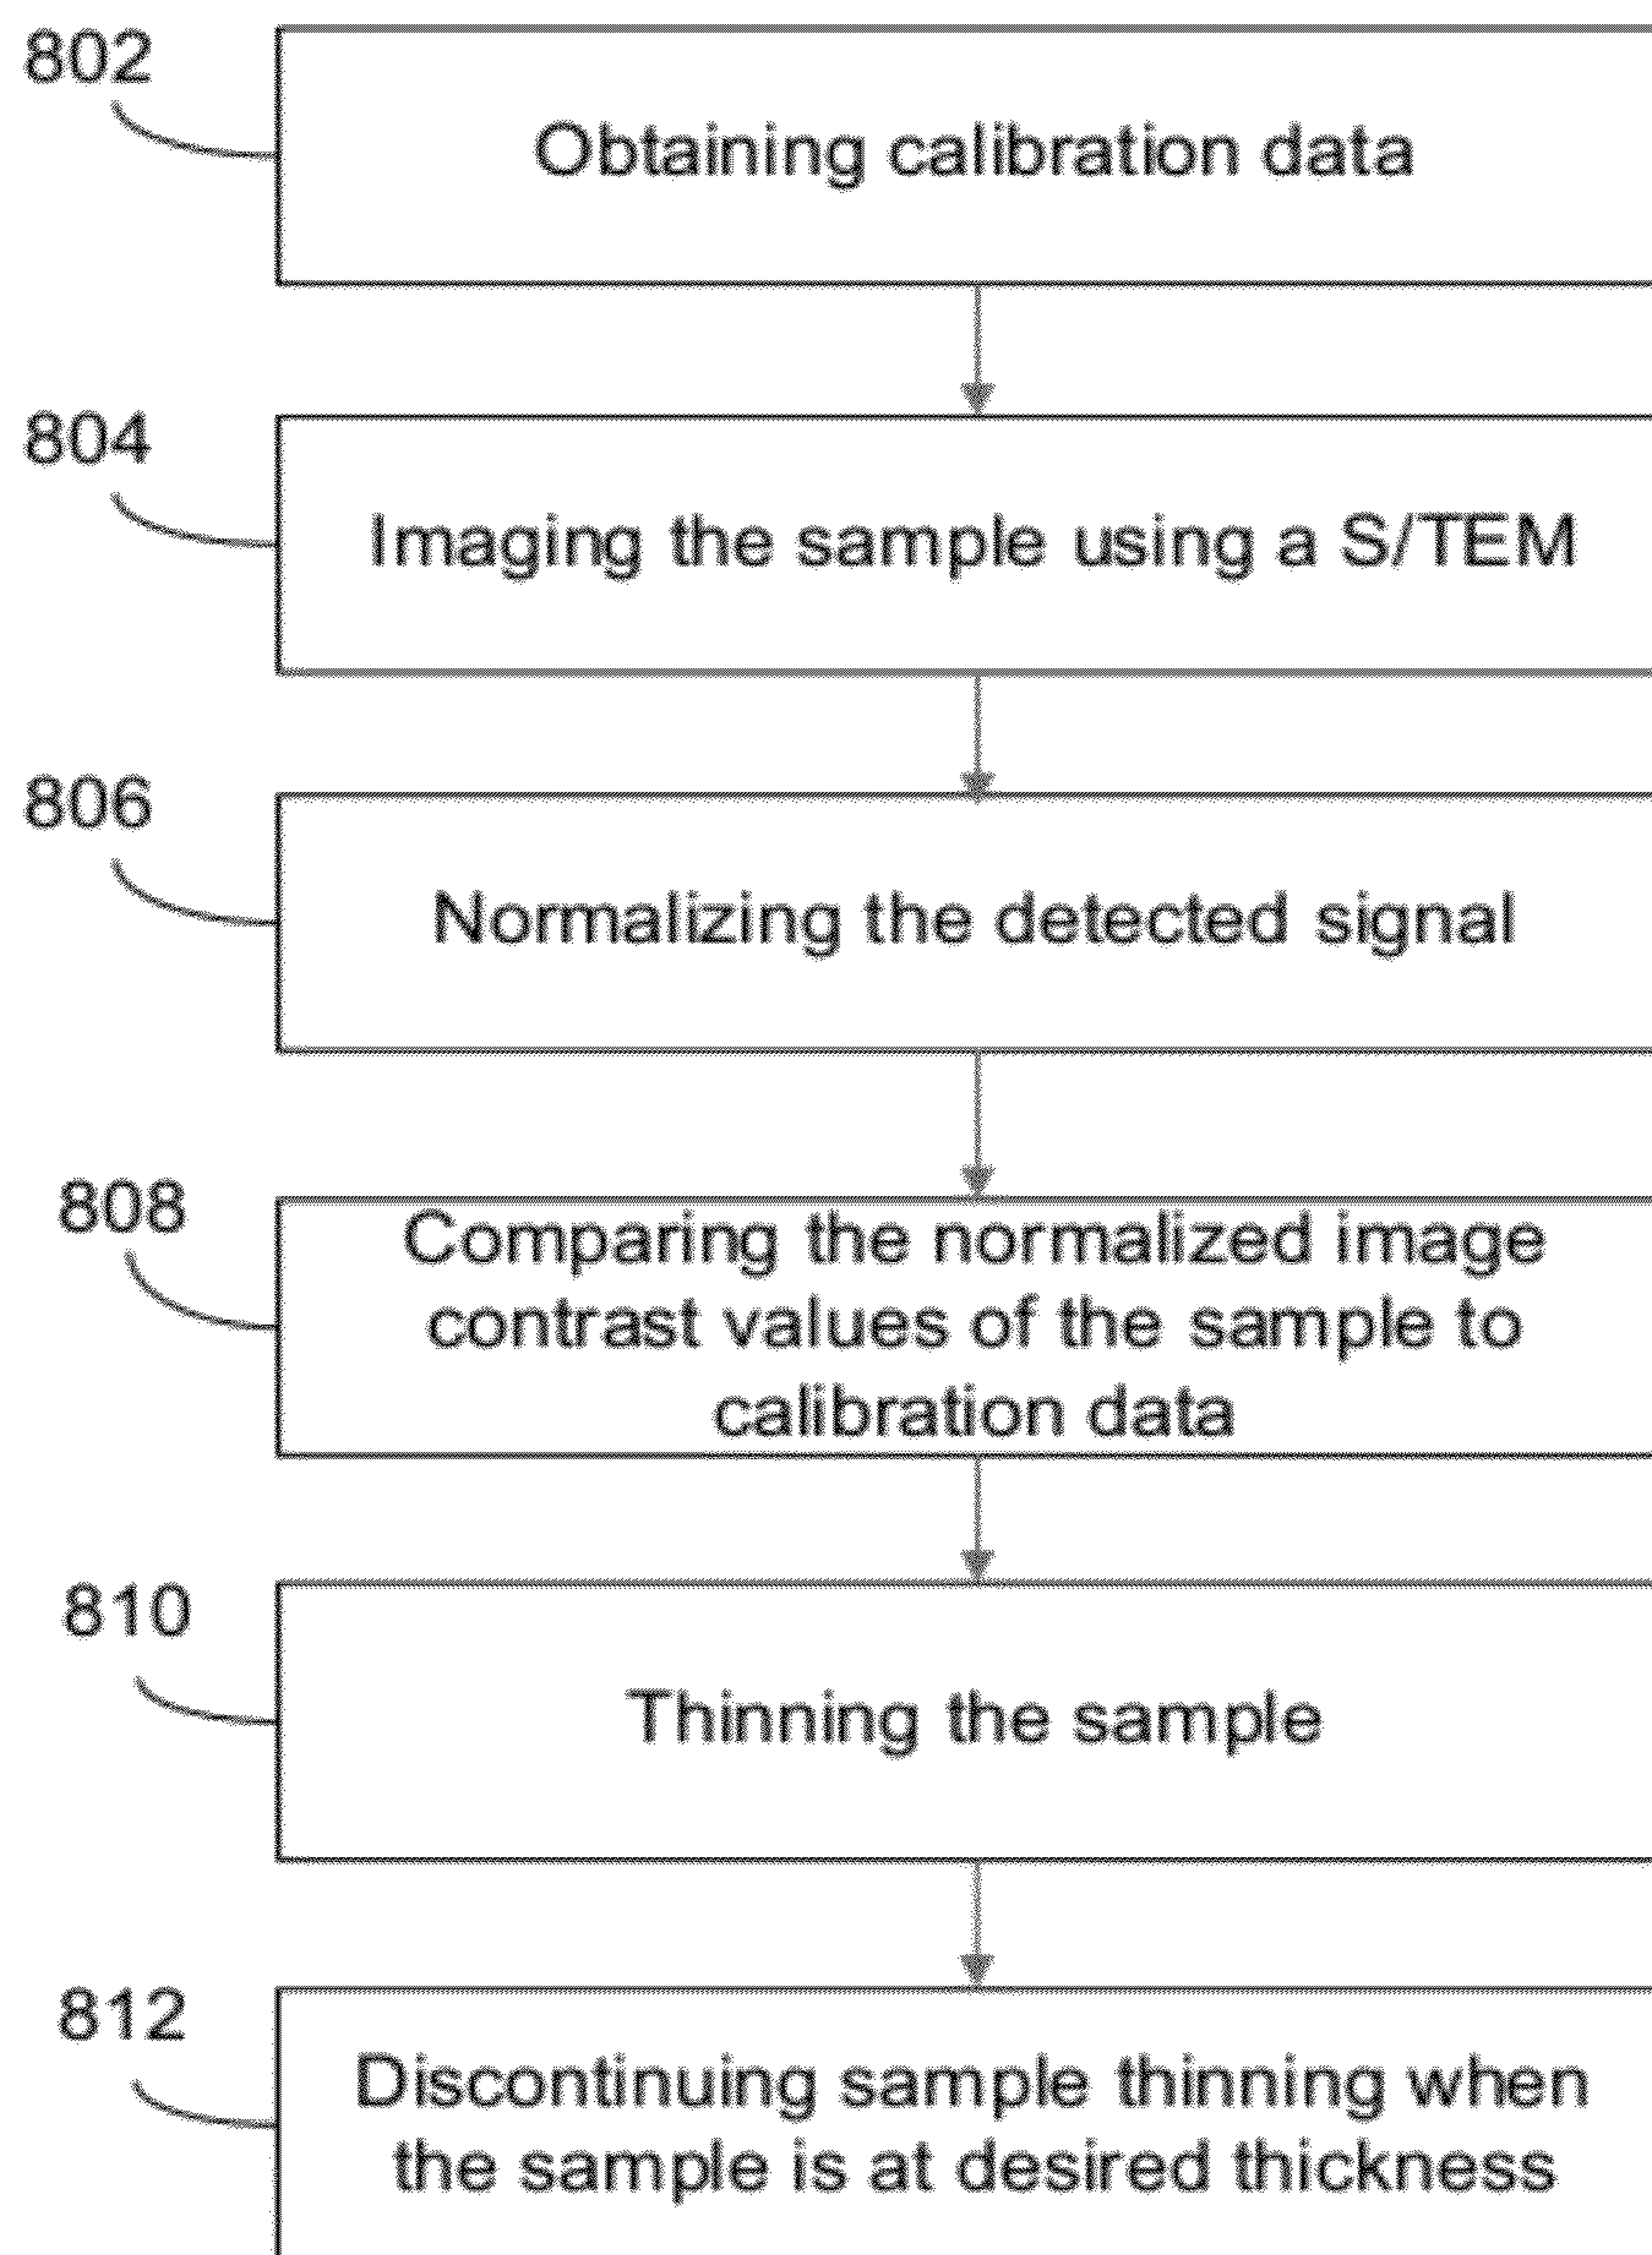 802
Obtaining calibration data
804
Imaging the sample using a S/TEM
806
Normalizing the detected signal
808
Comparing the normalized image
contrast values of the sample to
calibration data
810
Thinning the sample
812
Discontinuing sample thinning when
the sample is at desired thickness